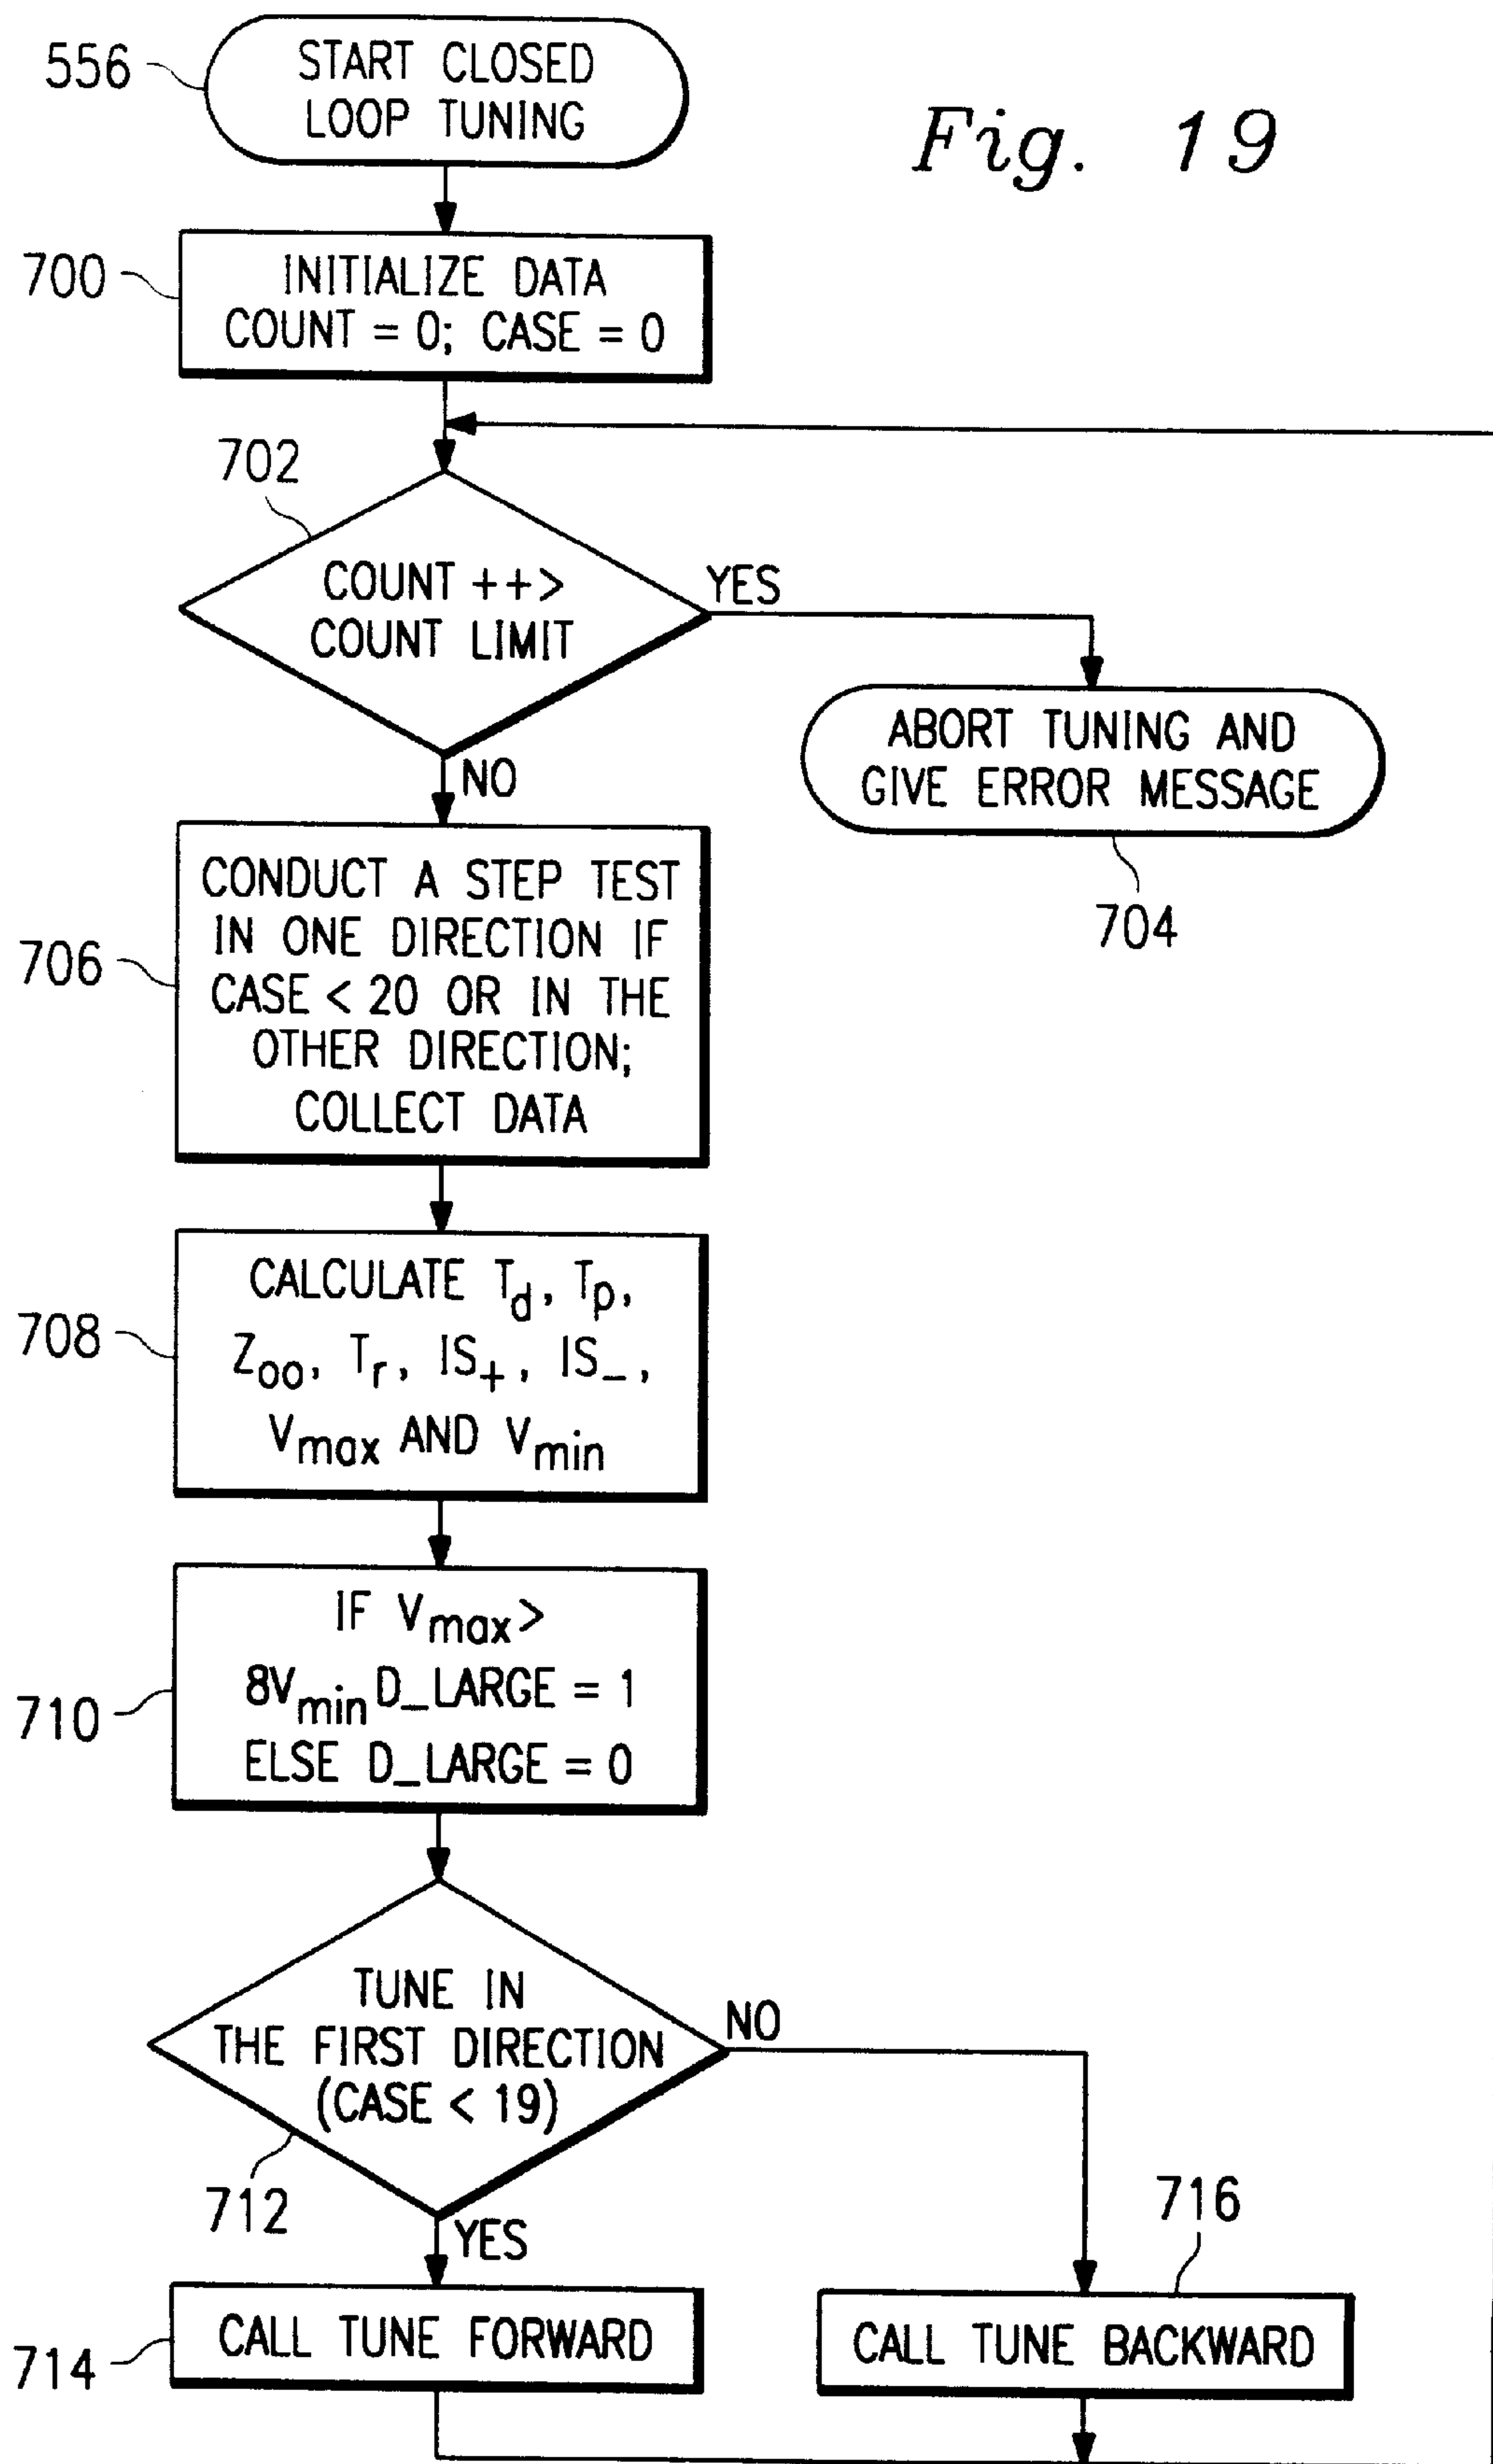 556
START CLOSED
LOOP TUNING
Fig. 19
700
INITIALIZE DATA
COUNT = 0; CASE = 0
702
COUNT ++>
COUNT LIMIT
YES
NO
ABORT TUNING AND
GIVE ERROR MESSAGE
704
706
CONDUCT A STEP TEST
IN ONE DIRECTION IF
CASE < 20 OR IN THE
OTHER DIRECTION;
COLLECT DATA
708
CALCULATE Td, Tp,
Zoo, Tr, IS+, IS–,
Vmax AND Vmin
710
IF Vmax>
8Vmin D_LARGE = 1
ELSE D_LARGE = 0
TUNE IN
THE FIRST DIRECTION
(CASE < 19)
NO
712
YES
716
714
CALL TUNE FORWARD
CALL TUNE BACKWARD